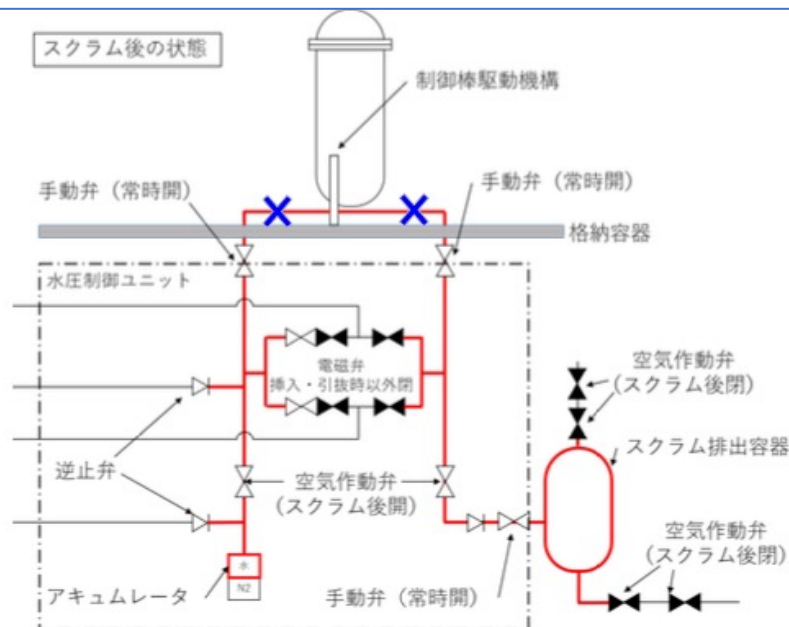 スクラム後の状態
制御棒駆動機構
手動弁（常時開）
手動弁（常時開）
格納容器
水圧制御ユニット
電磁弁
挿入・引抜時以外閉
空気作動弁
(スクラム後閉)
スクラム排出容器
逆止弁
空気作動弁
(スクラム後開)
空気作動弁
(スクラム後閉)
水
N2
アキュムレータ
手動弁（常時開）